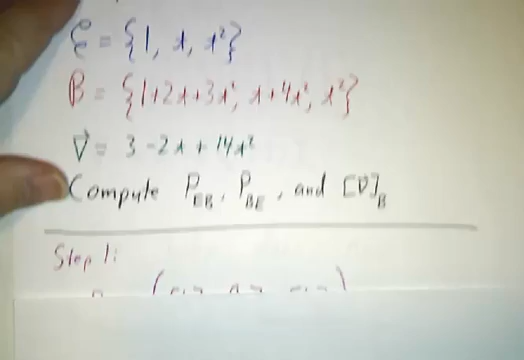 ℰ = {1, x, x²}
B = {1+2x+3x², x+4x², x²}
V⃗ = 3 -2x + 14x²
Compute P_EB, P_BE, and [V]_B
Step 1: